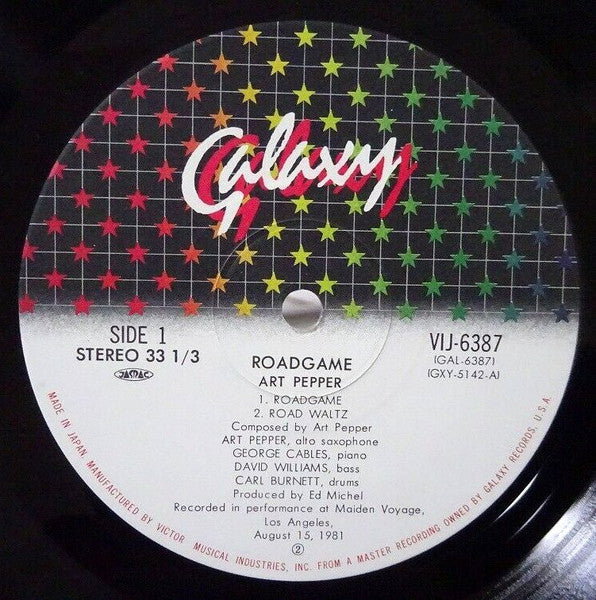 Galaxy
SIDE 1
STEREO 33 1/3
JASRAC
VIJ-6387
(GAL-6387)
(GXY-5142-A)
ROADGAME
ART PEPPER
1. ROADGAME
2. ROAD WALTZ
Composed by Art Pepper
ART PEPPER, alto saxophone
GEORGE CABLES, piano
DAVID WILLIAMS, bass
CARL BURNETT, drums
Produced by Ed Michel
Recorded in performance at Maiden Voyage,
Los Angeles,
August 15, 1981
②
MADE IN JAPAN. MANUFACTURED BY VICTOR MUSICAL INDUSTRIES, INC. FROM A MASTER RECORDING OWNED BY GALAXY RECORDS, U.S.A.